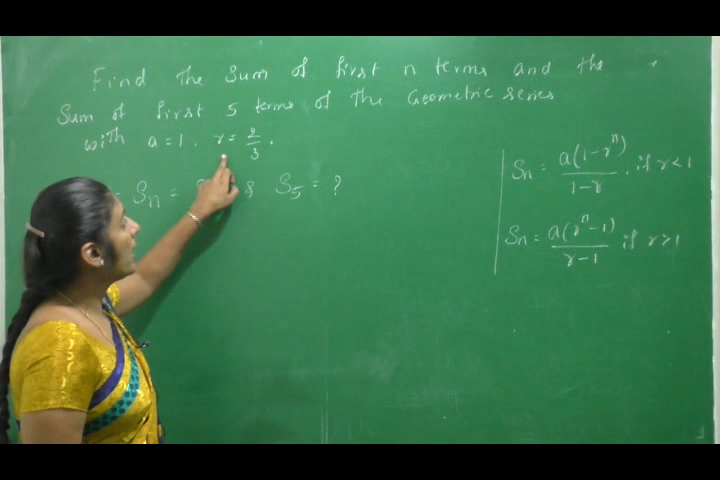 Find the Sum of first n terms and the
Sum of first 5 terms of the Geometric series
with a = 1, r = 2/3.
= Sn = & S5 = ?
Sn = a(1-r^n)/1-r, if r<1
Sn = a(r^n-1)/r-1 if r>1